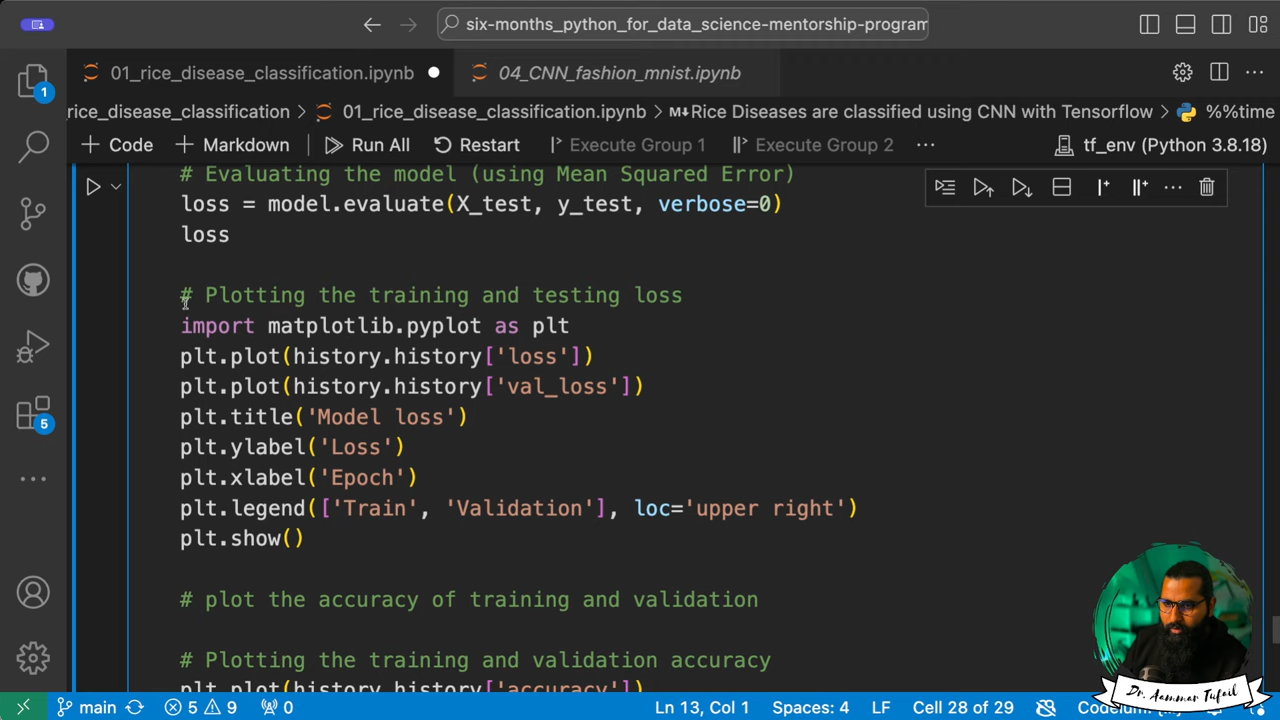 six-months_python_for_data_science-mentorship-program
01_rice_disease_classification.ipynb
04_CNN_fashion_mnist.ipynb
rice_disease_classification > 01_rice_disease_classification.ipynb > M↓Rice Diseases are classified using CNN with Tensorflow > %%time
+ Code + Markdown Run All Restart Execute Group 1 Execute Group 2 ... tf_env (Python 3.8.18)
# Evaluating the model (using Mean Squared Error)
loss = model.evaluate(X_test, y_test, verbose=0)
loss
# Plotting the training and testing loss
import matplotlib.pyplot as plt
plt.plot(history.history['loss'])
plt.plot(history.history['val_loss'])
plt.title('Model loss')
plt.ylabel('Loss')
plt.xlabel('Epoch')
plt.legend(['Train', 'Validation'], loc='upper right')
plt.show()
# plot the accuracy of training and validation
# Plotting the training and validation accuracy
plt.plot(history.history['accuracy'])
1
5
Dr. Aammar Tufail
main 5 9 0 Ln 13, Col 1 Spaces: 4 LF Cell 28 of 29